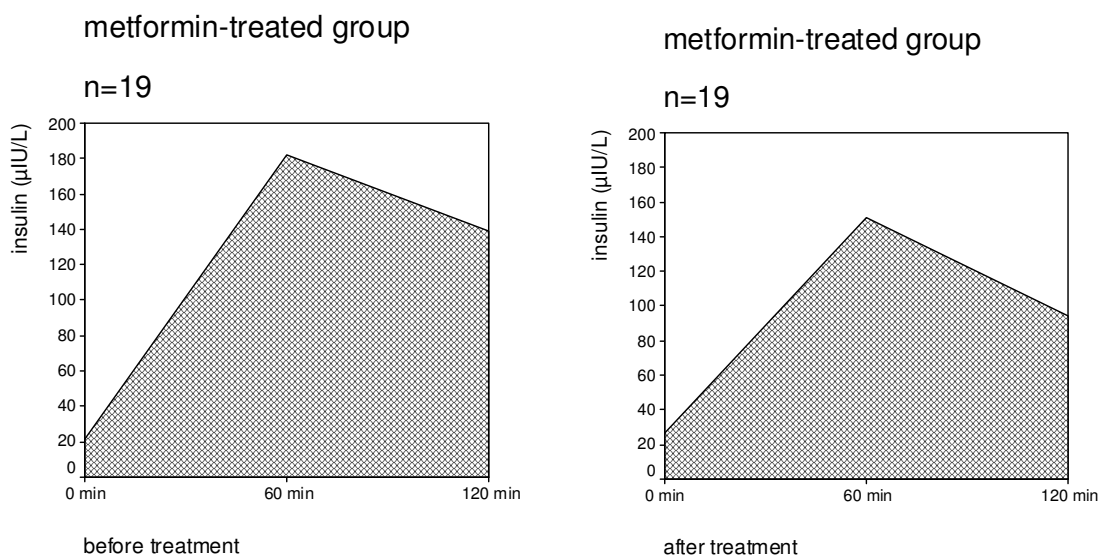 metformin-treated group
n=19
insulin (µIU/L)
200
180
160
140
120
100
80
60
40
20
0
0 min
60 min
120 min
before treatment
metformin-treated group
n=19
insulin (µIU/L)
200
180
160
140
120
100
80
60
40
20
0
0 min
60 min
120 min
after treatment